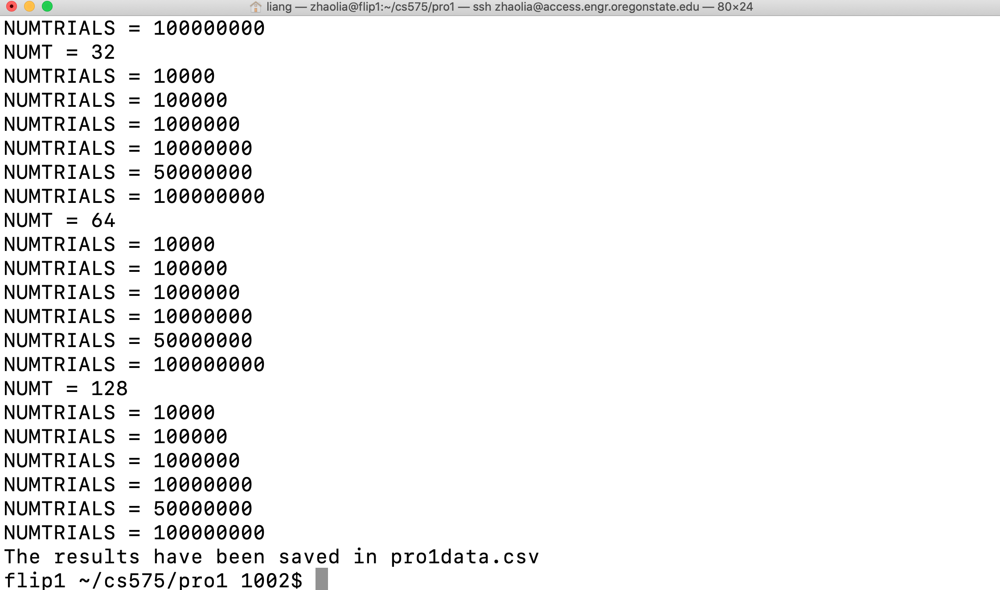 liang — zhaolia@flip1:~/cs575/pro1 — ssh zhaolia@access.engr.oregonstate.edu — 80×24
NUMTRIALS = 100000000
NUMT = 32
NUMTRIALS = 10000
NUMTRIALS = 100000
NUMTRIALS = 1000000
NUMTRIALS = 10000000
NUMTRIALS = 50000000
NUMTRIALS = 100000000
NUMT = 64
NUMTRIALS = 10000
NUMTRIALS = 100000
NUMTRIALS = 1000000
NUMTRIALS = 10000000
NUMTRIALS = 50000000
NUMTRIALS = 100000000
NUMT = 128
NUMTRIALS = 10000
NUMTRIALS = 100000
NUMTRIALS = 1000000
NUMTRIALS = 10000000
NUMTRIALS = 50000000
NUMTRIALS = 100000000
The results have been saved in pro1data.csv
flip1 ~/cs575/pro1 1002$